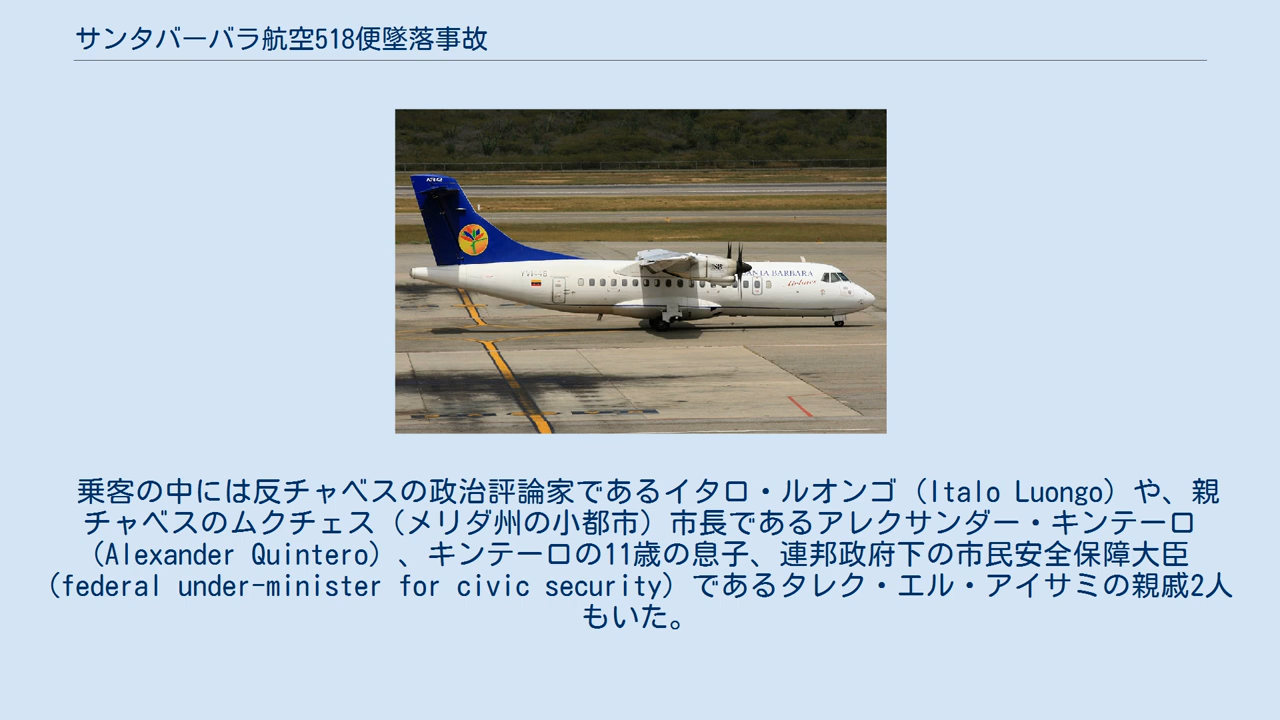 サンタバーバラ航空518便墜落事故
SANTA BARBARA
Airlines
乗客の中には反チャベスの政治評論家であるイタロ・ルオンゴ（Italo Luongo）や、親
チャベスのムクチェス（メリダ州の小都市）市長であるアレクサンダー・キンテーロ
（Alexander Quintero）、キンテーロの11歳の息子、連邦政府下の市民安全保障大臣
（federal under-minister for civic security）であるタレク・エル・アイサミの親戚2人
もいた。